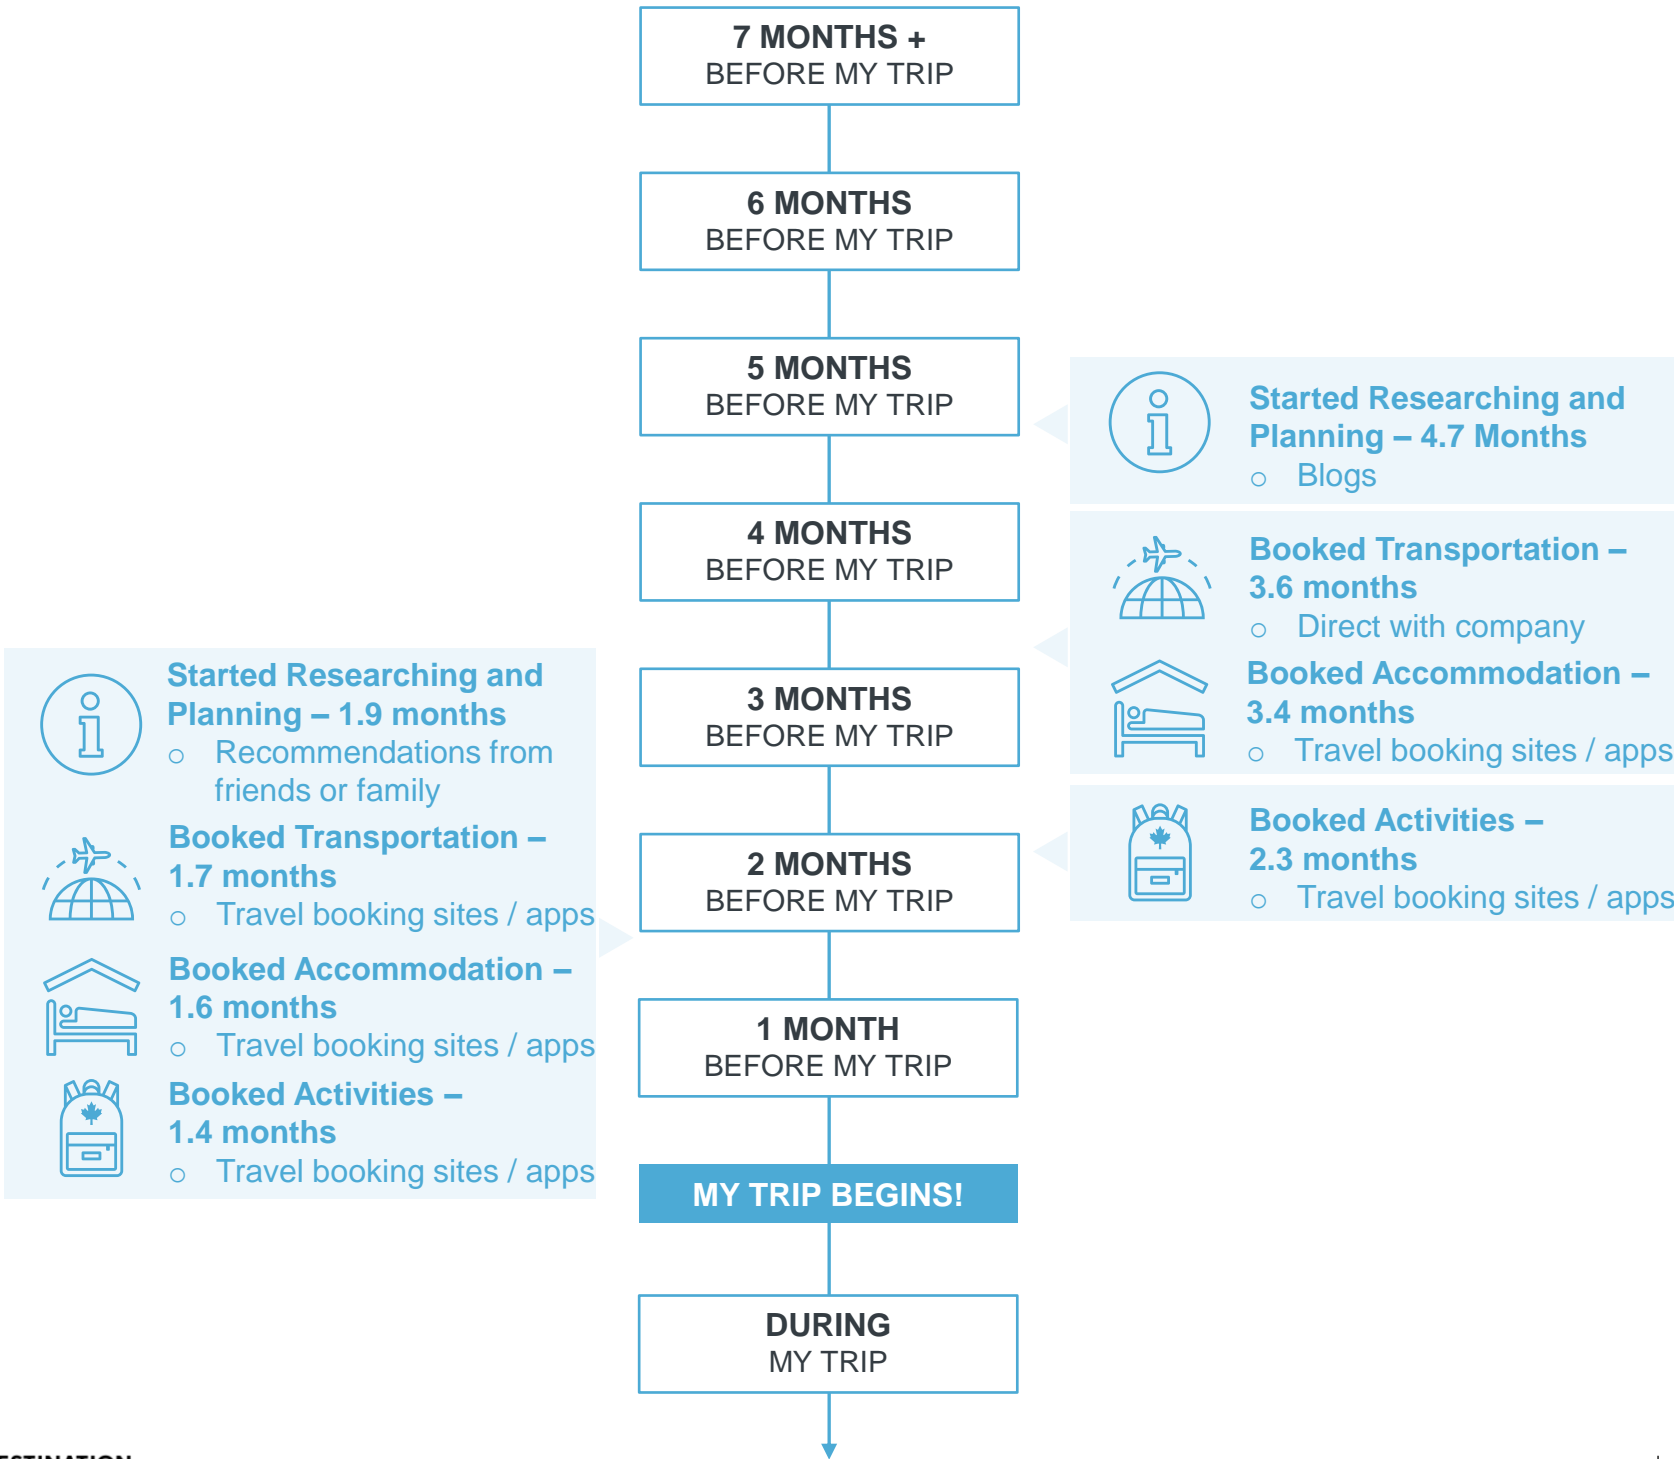 7 MONTHS +
BEFORE MY TRIP
6 MONTHS
BEFORE MY TRIP
5 MONTHS
BEFORE MY TRIP
Started Researching and
Planning – 4.7 Months
o Blogs
4 MONTHS
BEFORE MY TRIP
Booked Transportation –
3.6 months
o Direct with company
Booked Accommodation –
3.4 months
o Travel booking sites / apps
3 MONTHS
BEFORE MY TRIP
Started Researching and
Planning – 1.9 months
o Recommendations from
friends or family
Booked Transportation –
1.7 months
o Travel booking sites / apps
Booked Accommodation –
1.6 months
o Travel booking sites / apps
Booked Activities –
1.4 months
o Travel booking sites / apps
2 MONTHS
BEFORE MY TRIP
Booked Activities –
2.3 months
o Travel booking sites / apps
1 MONTH
BEFORE MY TRIP
MY TRIP BEGINS!
DURING
MY TRIP